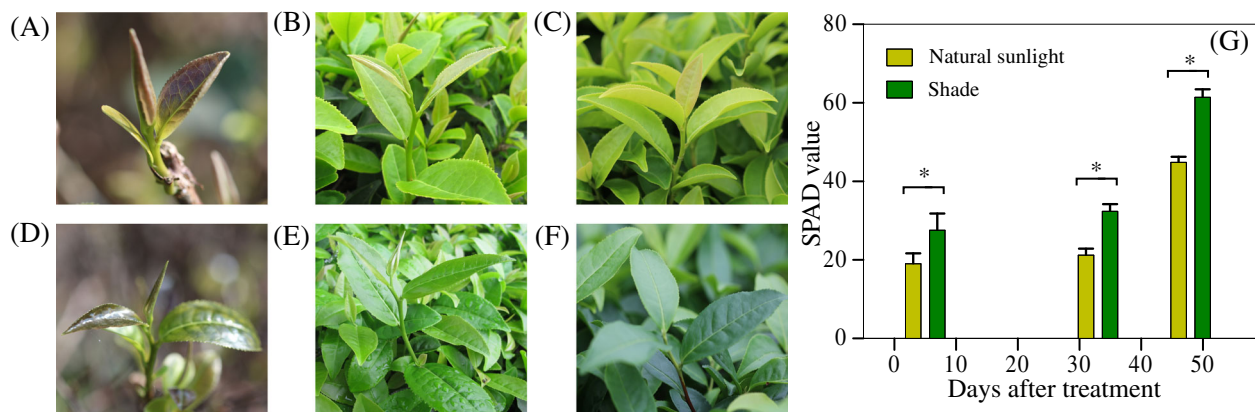 (A)
(B)
(C)
(D)
(E)
(F)
(G)
Natural sunlight
Shade
*
*
*
SPAD value
80
60
40
20
0
0 10 20 30 40 50
Days after treatment